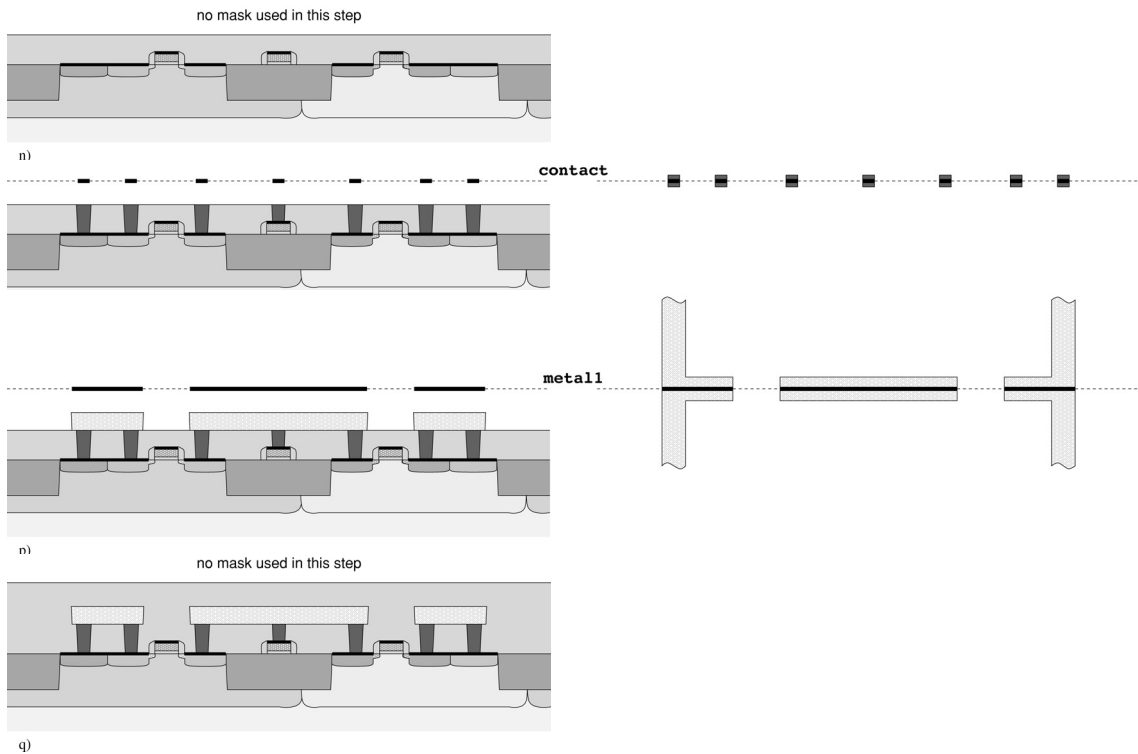 no mask used in this step
n)
contact
metal1
p)
no mask used in this step
q)